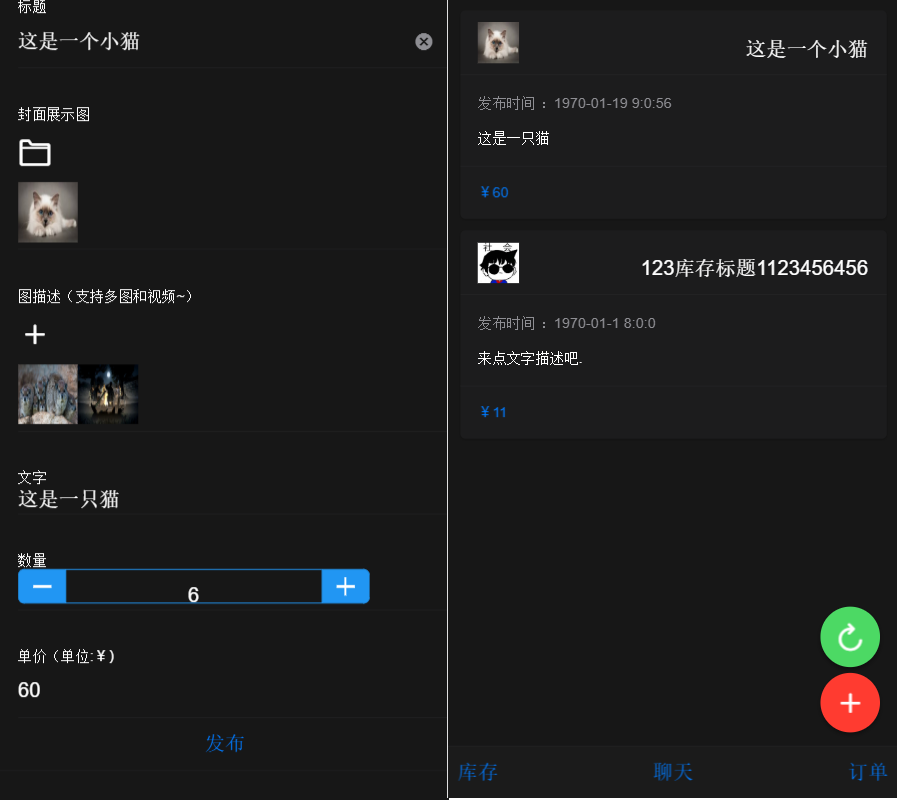 标题
这是一个小猫
封面展示图
图描述（支持多图和视频~）
文字
这是一只猫
数量
6
单价（单位:￥）
60
发布
这是一个小猫
发布时间 ：1970-01-19 9:0:56
这是一只猫
￥60
社 会
123库存标题1123456456
发布时间 ：1970-01-1 8:0:0
来点文字描述吧.
￥11
库存
聊天
订单